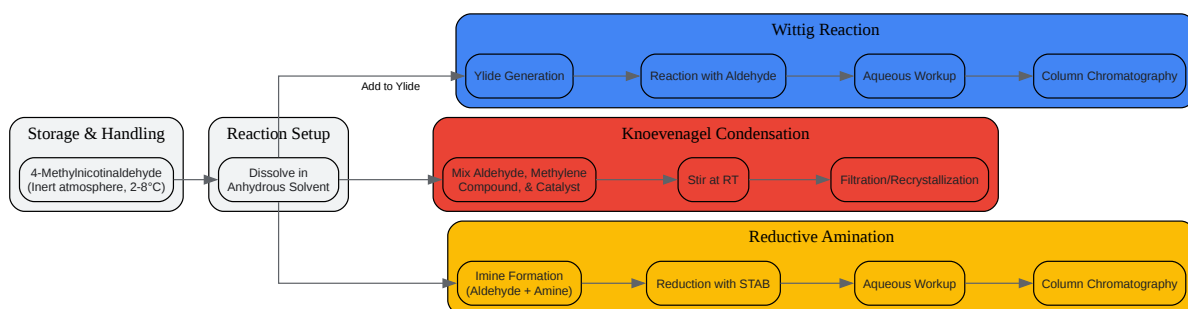 Wittig Reaction
Ylide Generation
Reaction with Aldehyde
Aqueous Workup
Column Chromatography
Add to Ylide
Storage & Handling
4-Methylnicotinaldehyde
(Inert atmosphere, 2-8°C)
Reaction Setup
Dissolve in
Anhydrous Solvent
Knoevenagel Condensation
Mix Aldehyde, Methylene
Compound, & Catalyst
Stir at RT
Filtration/Recrystallization
Reductive Amination
Imine Formation
(Aldehyde + Amine)
Reduction with STAB
Aqueous Workup
Column Chromatography